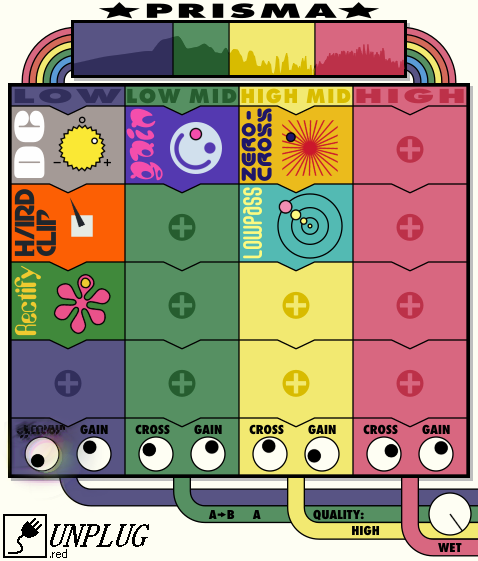 ★PRISMA★
LOW LOW MID HIGH MID HIGH
DC
gain
ZERO-
CROSS
HARD
CLIP
LOWPASS
Rectify
GAIN CROSS GAIN CROSS GAIN CROSS GAIN
A→B A QUALITY:
HIGH
WET
UNPLUG
.red